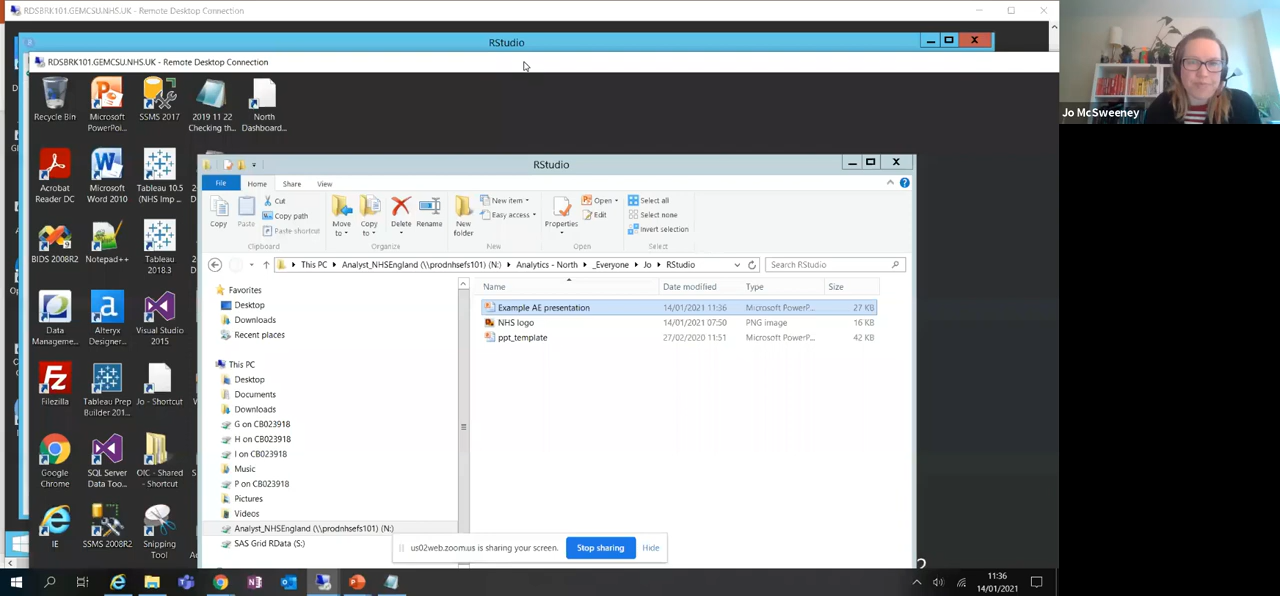 RDSBRK101.GEMCSU.NHS.UK - Remote Desktop Connection
RStudio
RDSBRK101.GEMCSU.NHS.UK - Remote Desktop Connection
Jo McSweeney
Recycle Bin
Microsoft PowerPoi...
SSMS 2017
2019 11 22 Checking th...
North Dashboard...
Acrobat Reader DC
Microsoft Word 2010
Tableau 10.5 (NHS Imp ...
BIDS 2008R2
Notepad++
Tableau 2018.3
Data Manageme...
Alteryx Designer...
Visual Studio 2015
Filezilla
Tableau Prep Builder 201...
Jo - Shortcut
Google Chrome
SQL Server Data Too...
OIC - Shared - Shortcut
IE
SSMS 2008R2
Snipping Tool
RStudio
File
Home
Share
View
Copy
Paste
Cut
Copy path
Paste shortcut
Clipboard
Move to
Copy to
Delete
Rename
Organize
New folder
New item
Easy access
New
Properties
Open
Edit
Open
Select all
Select none
Invert selection
Select
This PC
Analyst_NHSEngland (\\prodnhsefs101) (N:)
Analytics - North
_Everyone
Jo
RStudio
Search RStudio
Favorites
Desktop
Downloads
Recent places
This PC
Desktop
Documents
Downloads
G on CB023918
H on CB023918
I on CB023918
Music
P on CB023918
Pictures
Videos
Analyst_NHSEngland (\\prodnhsefs101) (N:)
SAS Grid RData (S:)
Name Date modified Type Size
Example AE presentation 14/01/2021 11:36 Microsoft PowerP... 27 KB
NHS logo 14/01/2021 07:50 PNG image 16 KB
ppt_template 27/02/2020 11:51 Microsoft PowerP... 42 KB
us02web.zoom.us is sharing your screen.
Stop sharing
Hide
11:36
14/01/2021